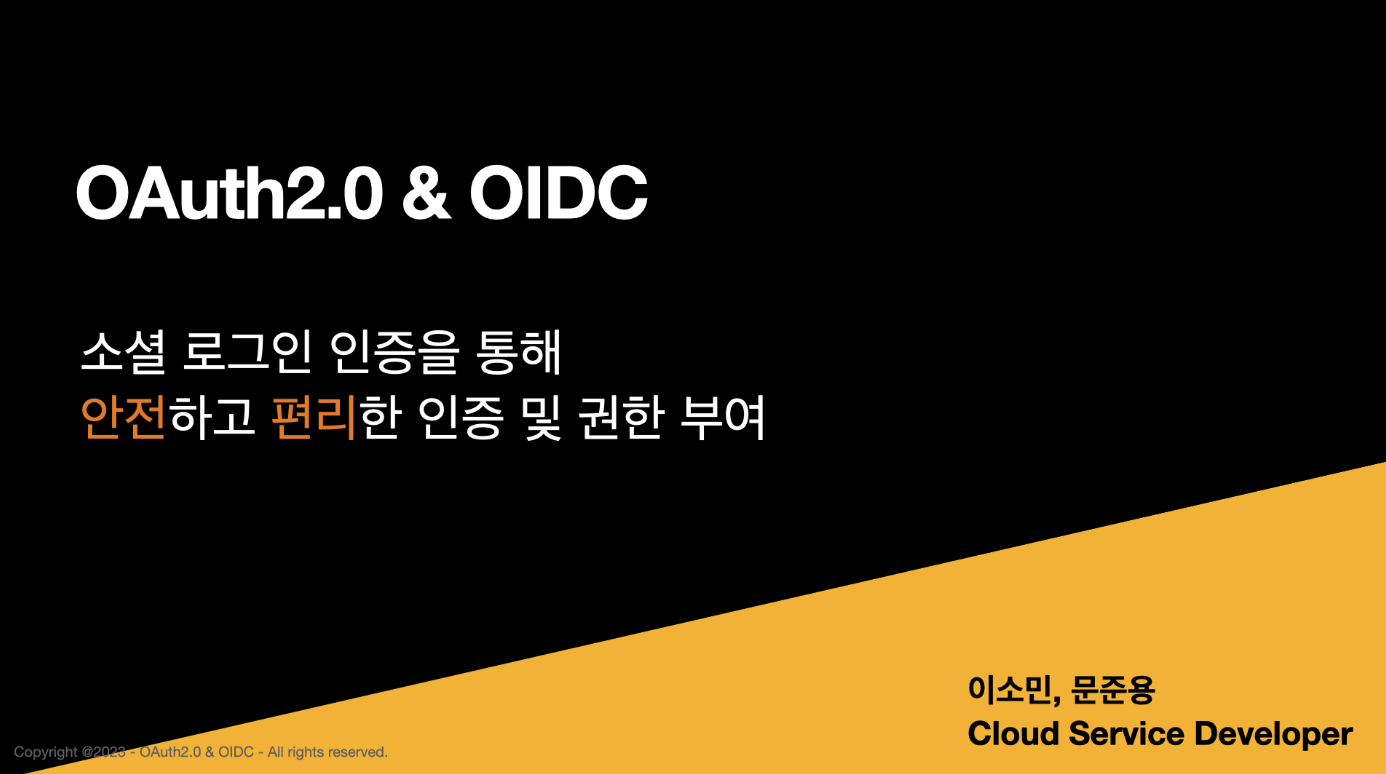 OAuth2.0 & OIDC
소셜 로그인 인증을 통해
안전하고 편리한 인증 및 권한 부여
이소민, 문준용
Cloud Service Developer
Copyright @2023 - OAuth2.0 & OIDC - All rights reserved.